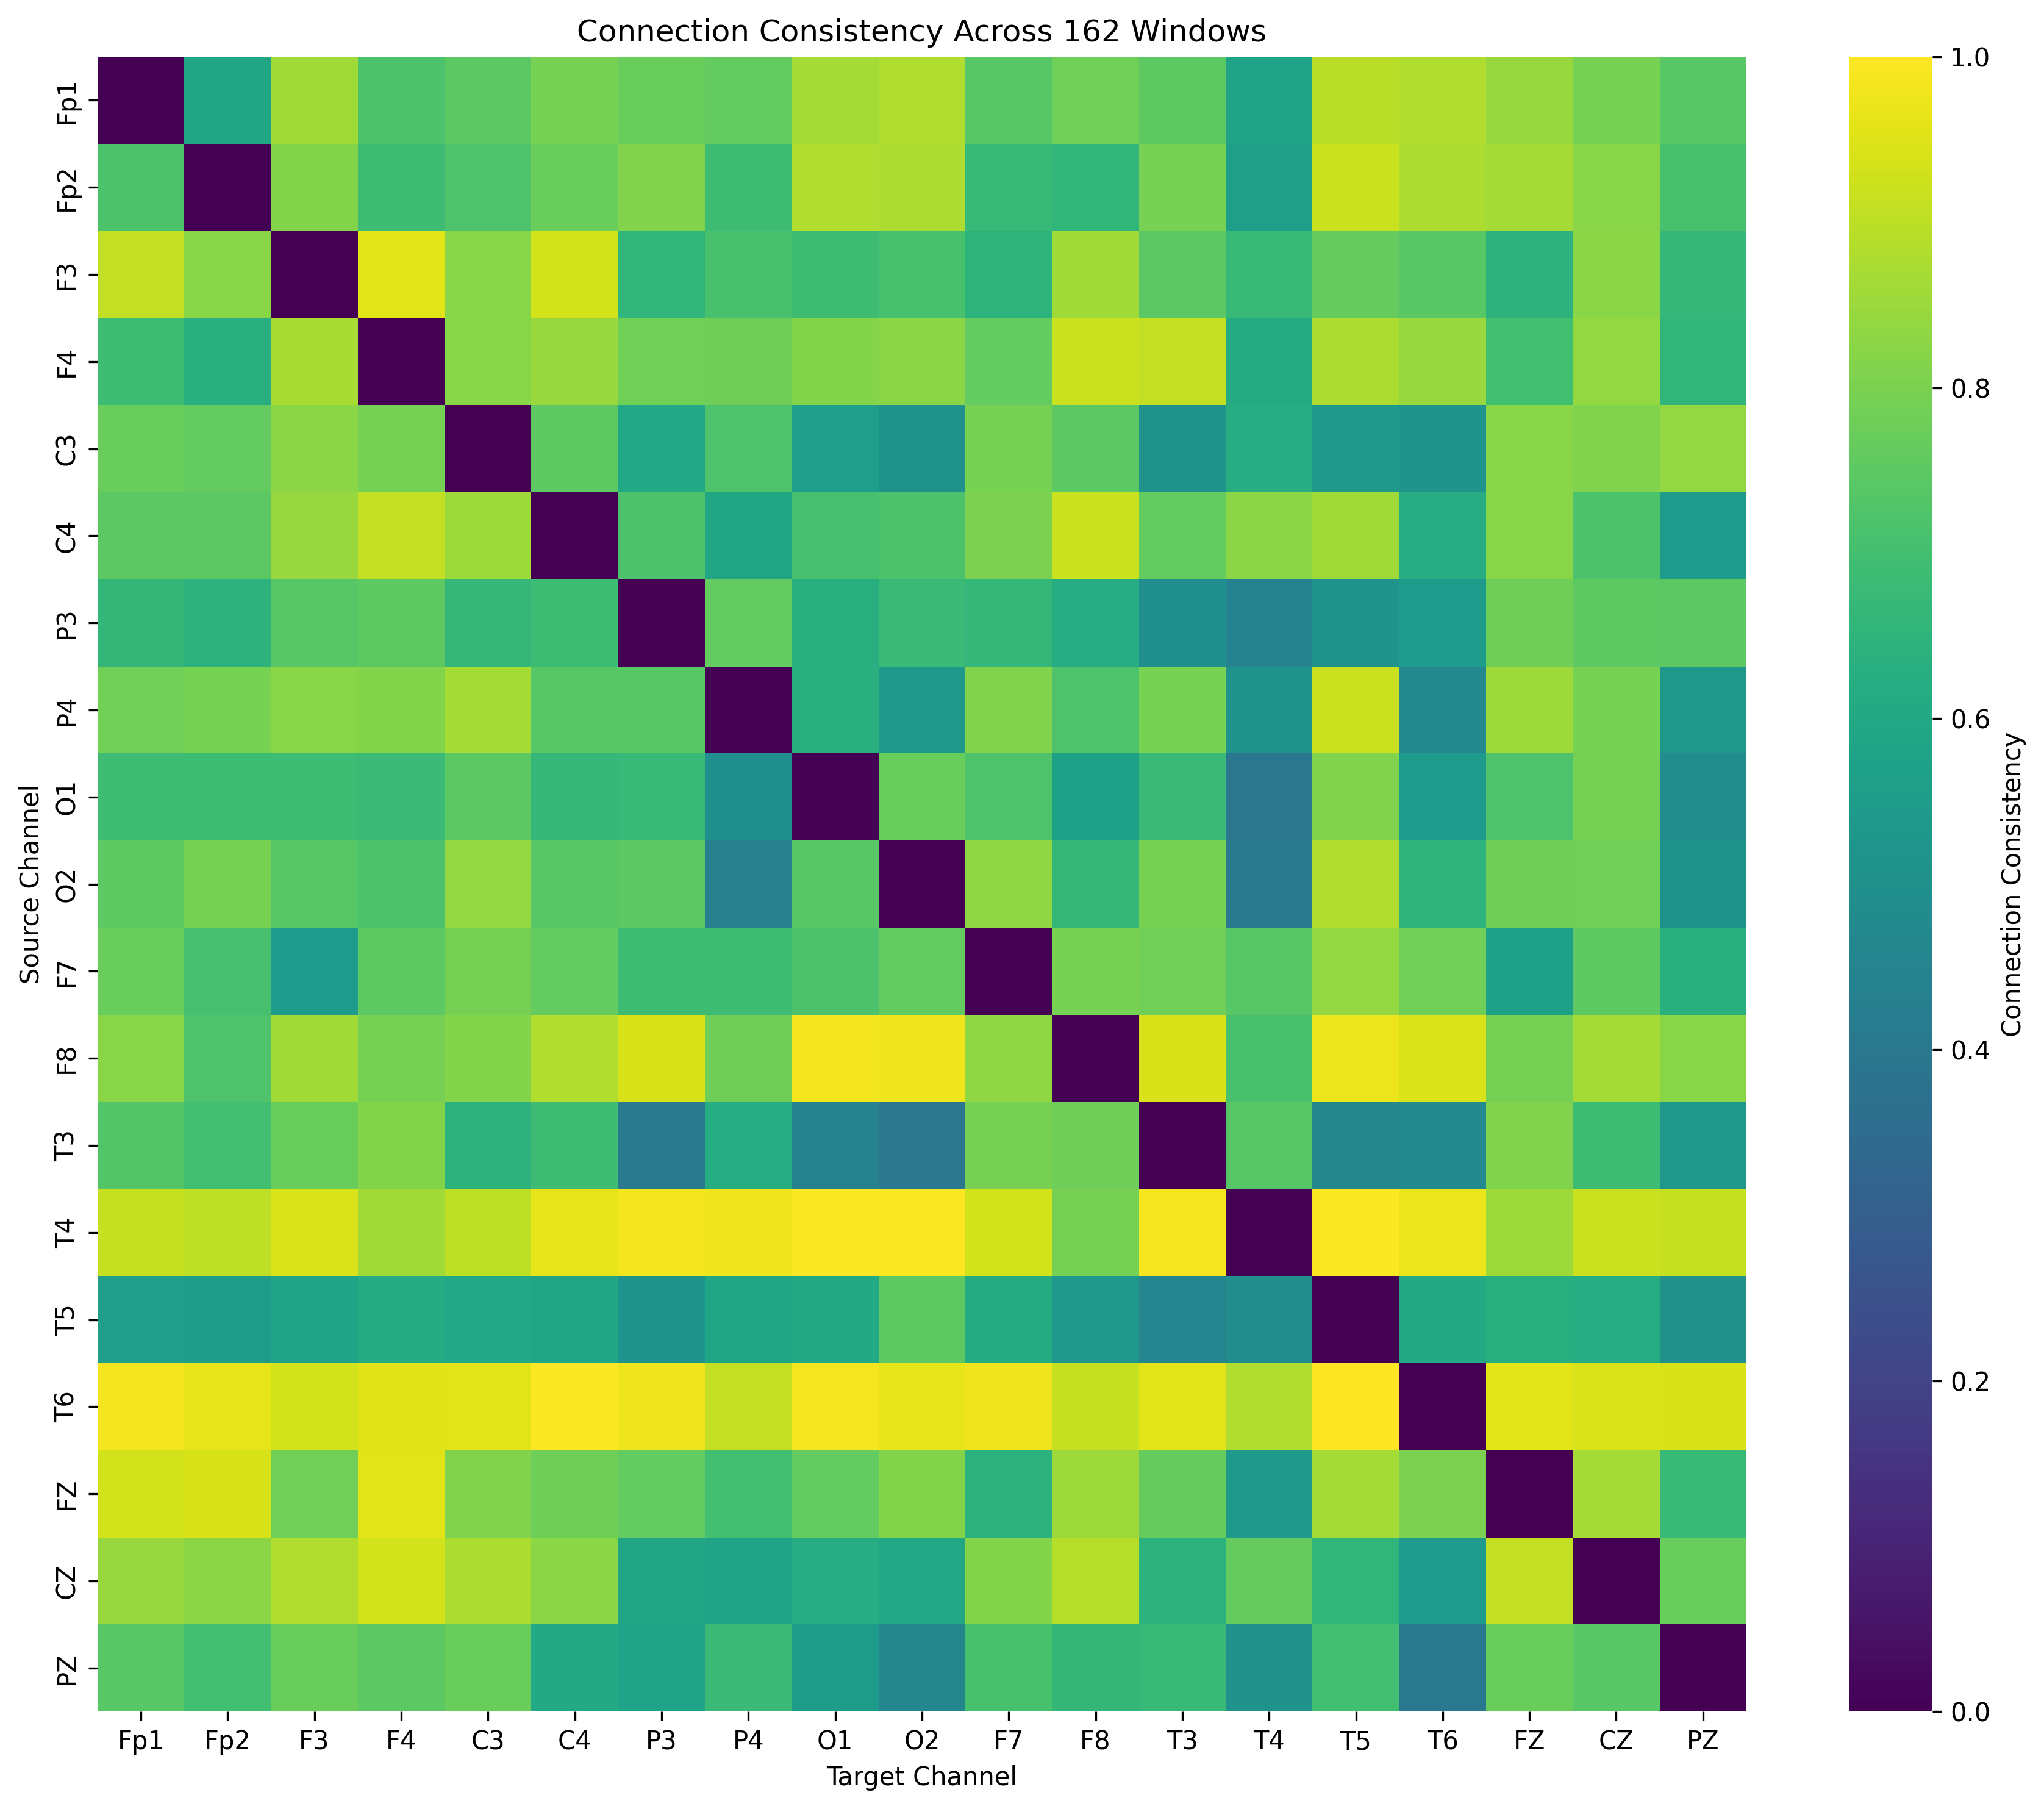 Connection Consistency Across 162 Windows
Source Channel
Fp1
Fp2
F3
F4
C3
C4
P3
P4
O1
O2
F7
F8
T3
T4
T5
T6
FZ
CZ
PZ
Fp1 Fp2 F3 F4 C3 C4 P3 P4 O1 O2 F7 F8 T3 T4 T5 T6 FZ CZ PZ
Target Channel
1.0
0.8
0.6
0.4
0.2
0.0
Connection Consistency